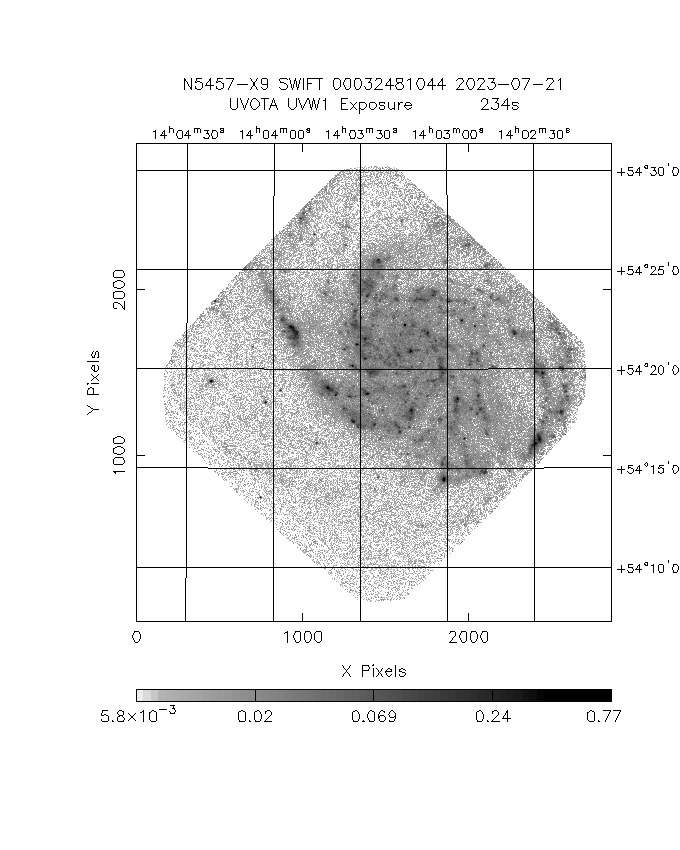 N5457-X9 SWIFT 00032481044 2023-07-21
UVOTA UVW1 Exposure 234s
14ʰ04ᵐ30ˢ 14ʰ04ᵐ00ˢ 14ʰ03ᵐ30ˢ 14ʰ03ᵐ00ˢ 14ʰ02ᵐ30ˢ
+54°30'0
+54°25'0
+54°20'0
+54°15'0
+54°10'0
2000
1000
Y Pixels
0 1000 2000
X Pixels
5.8×10⁻³ 0.02 0.069 0.24 0.77